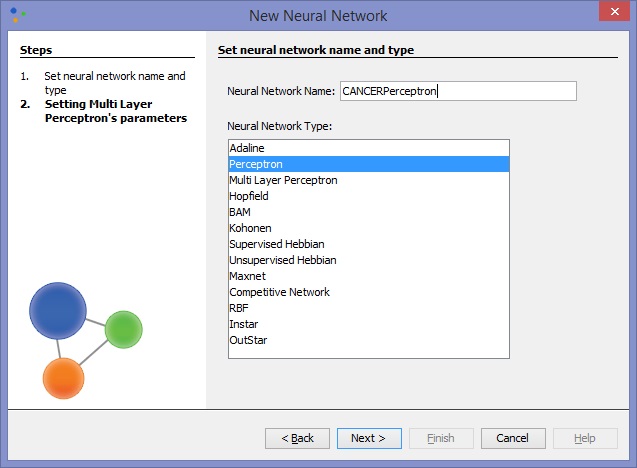 New Neural Network
Steps
1. Set neural network name and
type
2. Setting Multi Layer
Perceptron's parameters
Set neural network name and type
Neural Network Name: CANCERPerceptron
Neural Network Type:
Adaline
Perceptron
Multi Layer Perceptron
Hopfield
BAM
Kohonen
Supervised Hebbian
Unsupervised Hebbian
Maxnet
Competitive Network
RBF
Instar
OutStar
< Back Next > Finish Cancel Help